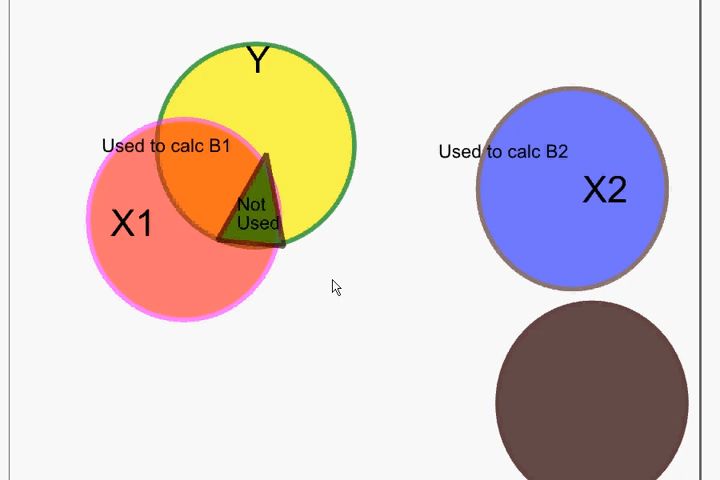 Y
Used to calc B1
Used to calc B2
X2
Not
Used
X1